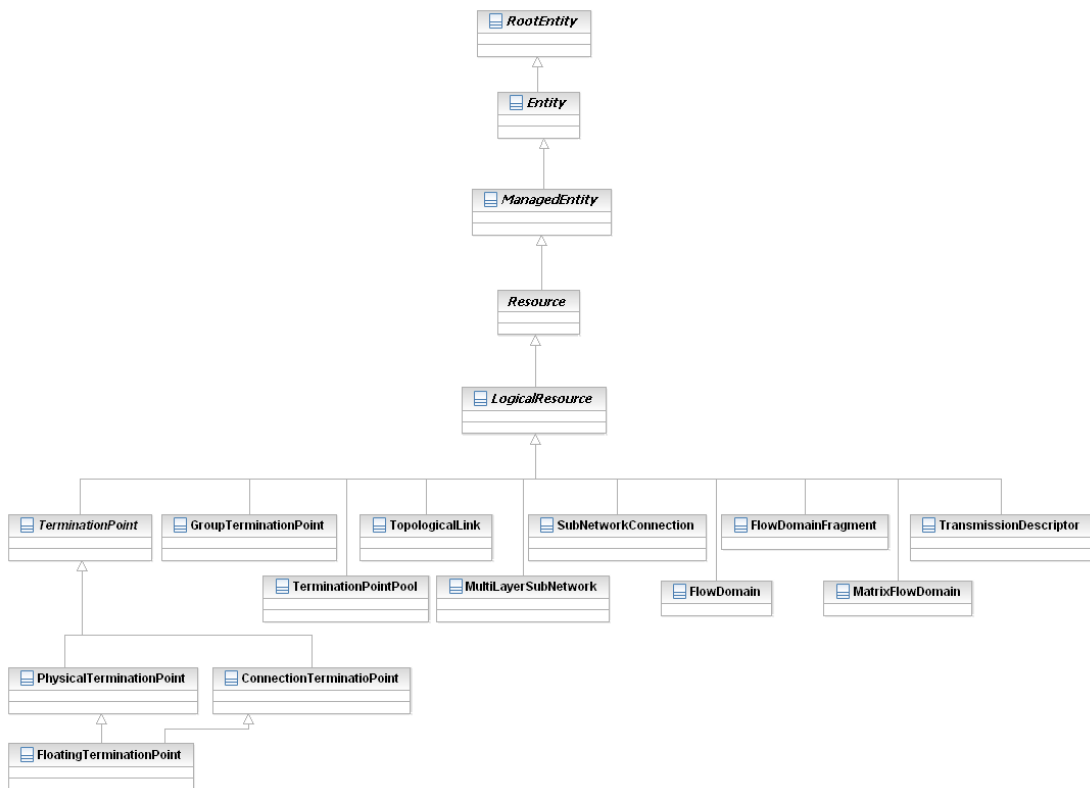 RootEntity
Entity
ManagedEntity
Resource
LogicalResource
TerminationPoint
GroupTerminationPoint
TopologicalLink
SubNetworkConnection
FlowDomainFragment
TransmissionDescriptor
TerminationPointPool
MultiLayerSubNetwork
FlowDomain
MatrixFlowDomain
PhysicalTerminationPoint
ConnectionTerminatioPoint
FloatingTerminationPoint